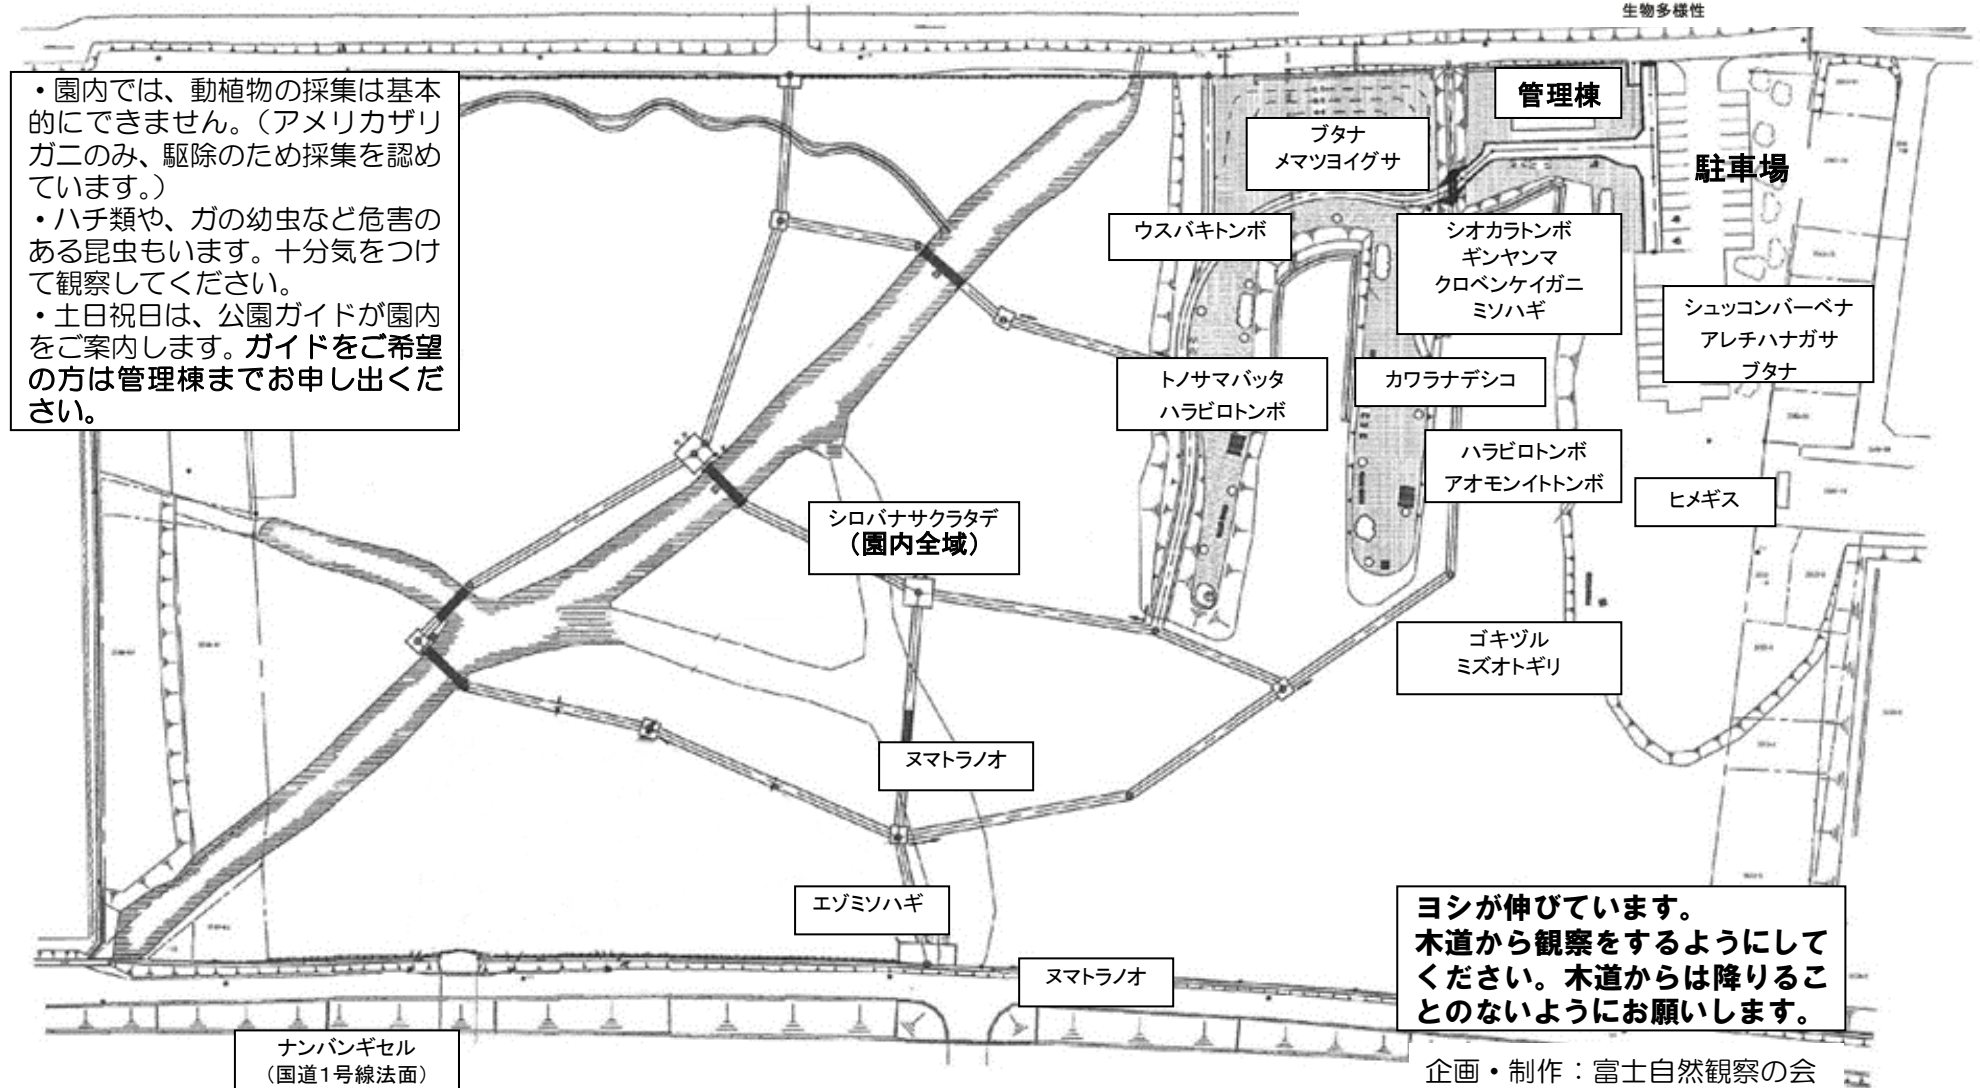 生物多様性
・園内では、動植物の採集は基本
的にできません。（アメリカザリ
ガニのみ、駆除のため採集を認め
ています。）
・ハチ類や、ガの幼虫など危害の
ある昆虫もいます。十分気をつけ
て観察してください。
・土日祝日は、公園ガイドが園内
をご案内します。ガイドをご希望
の方は管理棟までお申し出くだ
さい。
管理棟
駐車場
ブタナ
メマツヨイグサ
ウスバキトンボ
シオカラトンボ
ギンヤンマ
クロベンケイガニ
ミソハギ
シュッコンバーベナ
アレチハナガサ
ブタナ
トノサマバッタ
ハラビロトンボ
カワラナデシコ
ハラビロトンボ
アオモンイトトンボ
ヒメギス
シロバナサクラタデ
（園内全域）
ゴキヅル
ミズオトギリ
ヌマトラノオ
エゾミソハギ
ヌマトラノオ
ナンバンギセル
（国道1号線法面）
ヨシが伸びています。
木道から観察をするようにして
ください。木道からは降りるこ
とのないようにお願いします。
企画・制作：富士自然観察の会